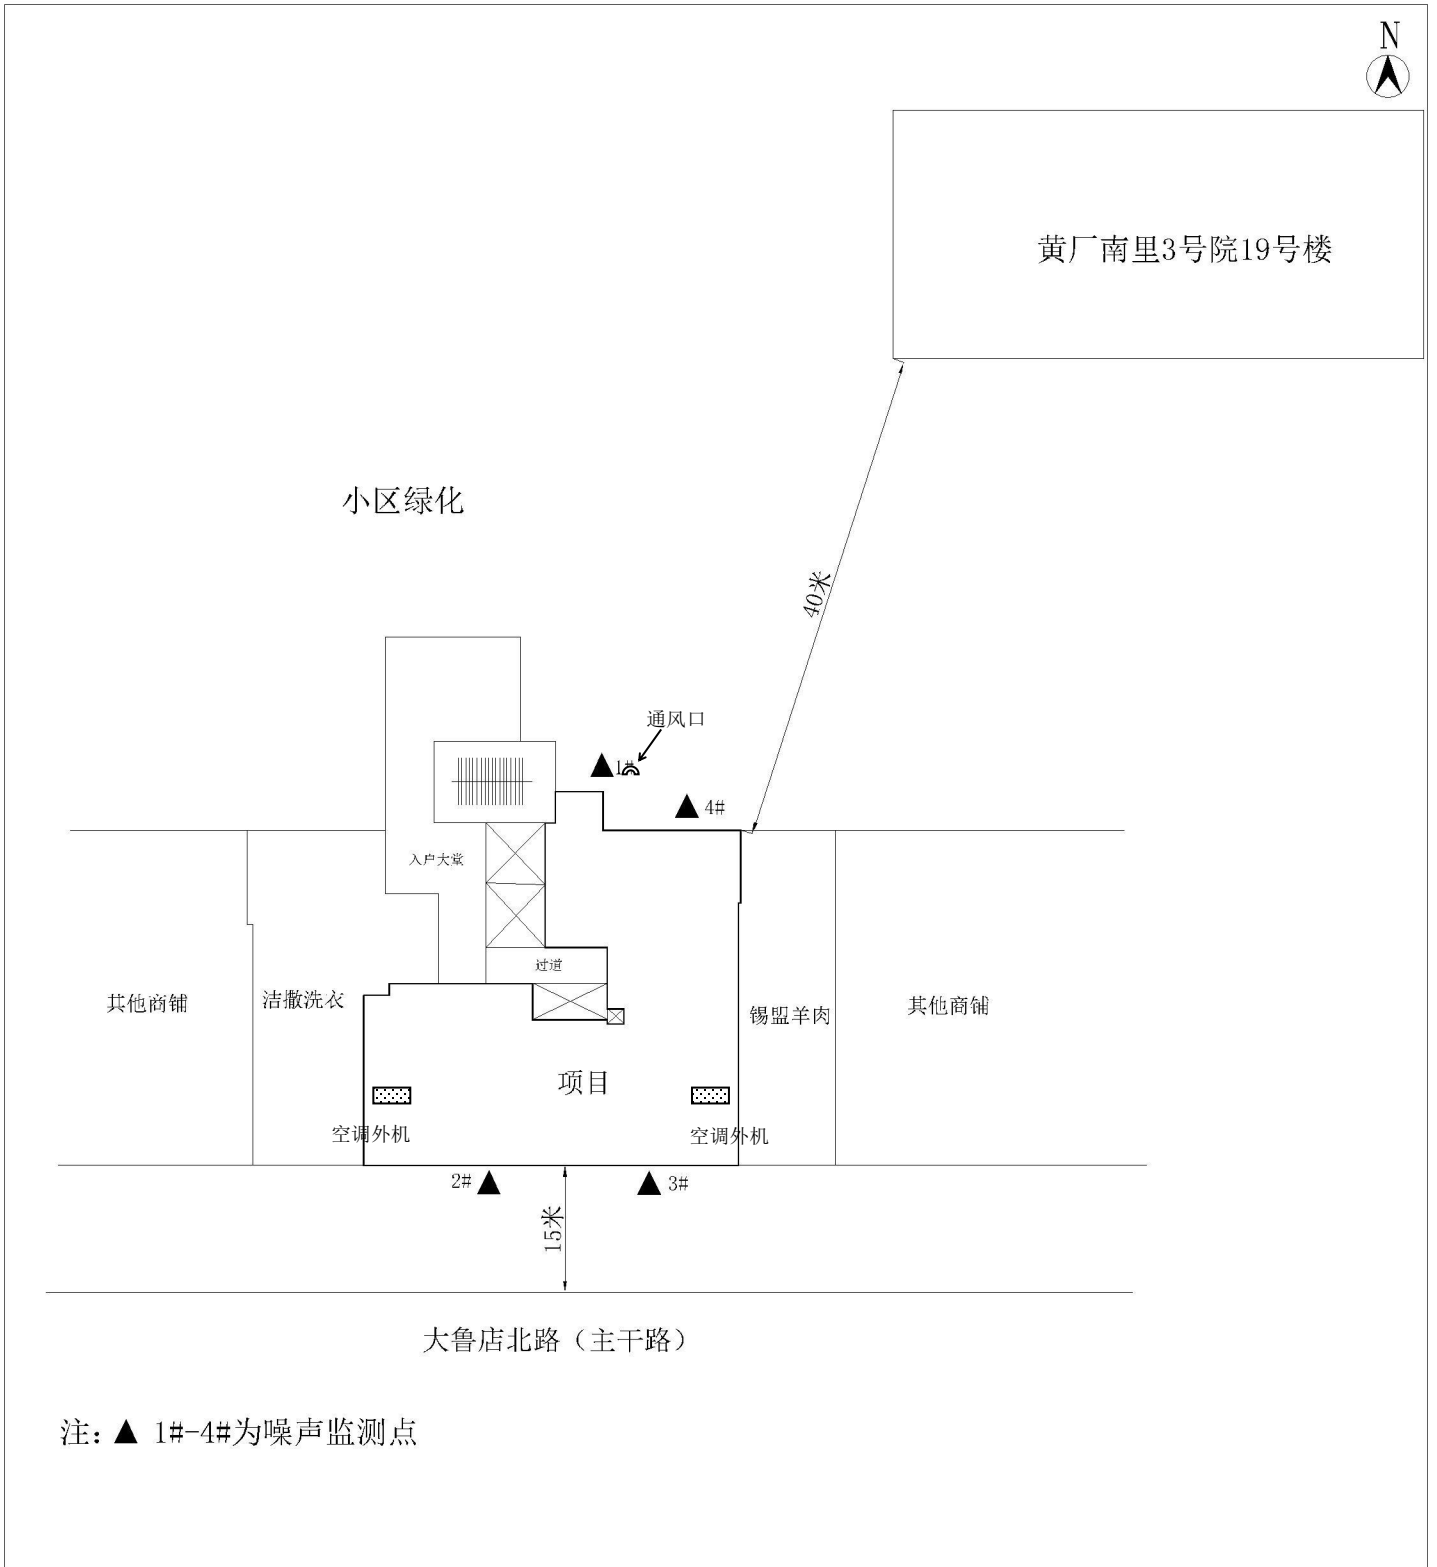 N
黄厂南里3号院19号楼
小区绿化
40米
通风口
1#
4#
入户大堂
过道
其他商铺
洁撒洗衣
锡盟羊肉
其他商铺
项目
空调外机
空调外机
2#
3#
15米
大鲁店北路（主干路）
注：▲ 1#-4#为噪声监测点